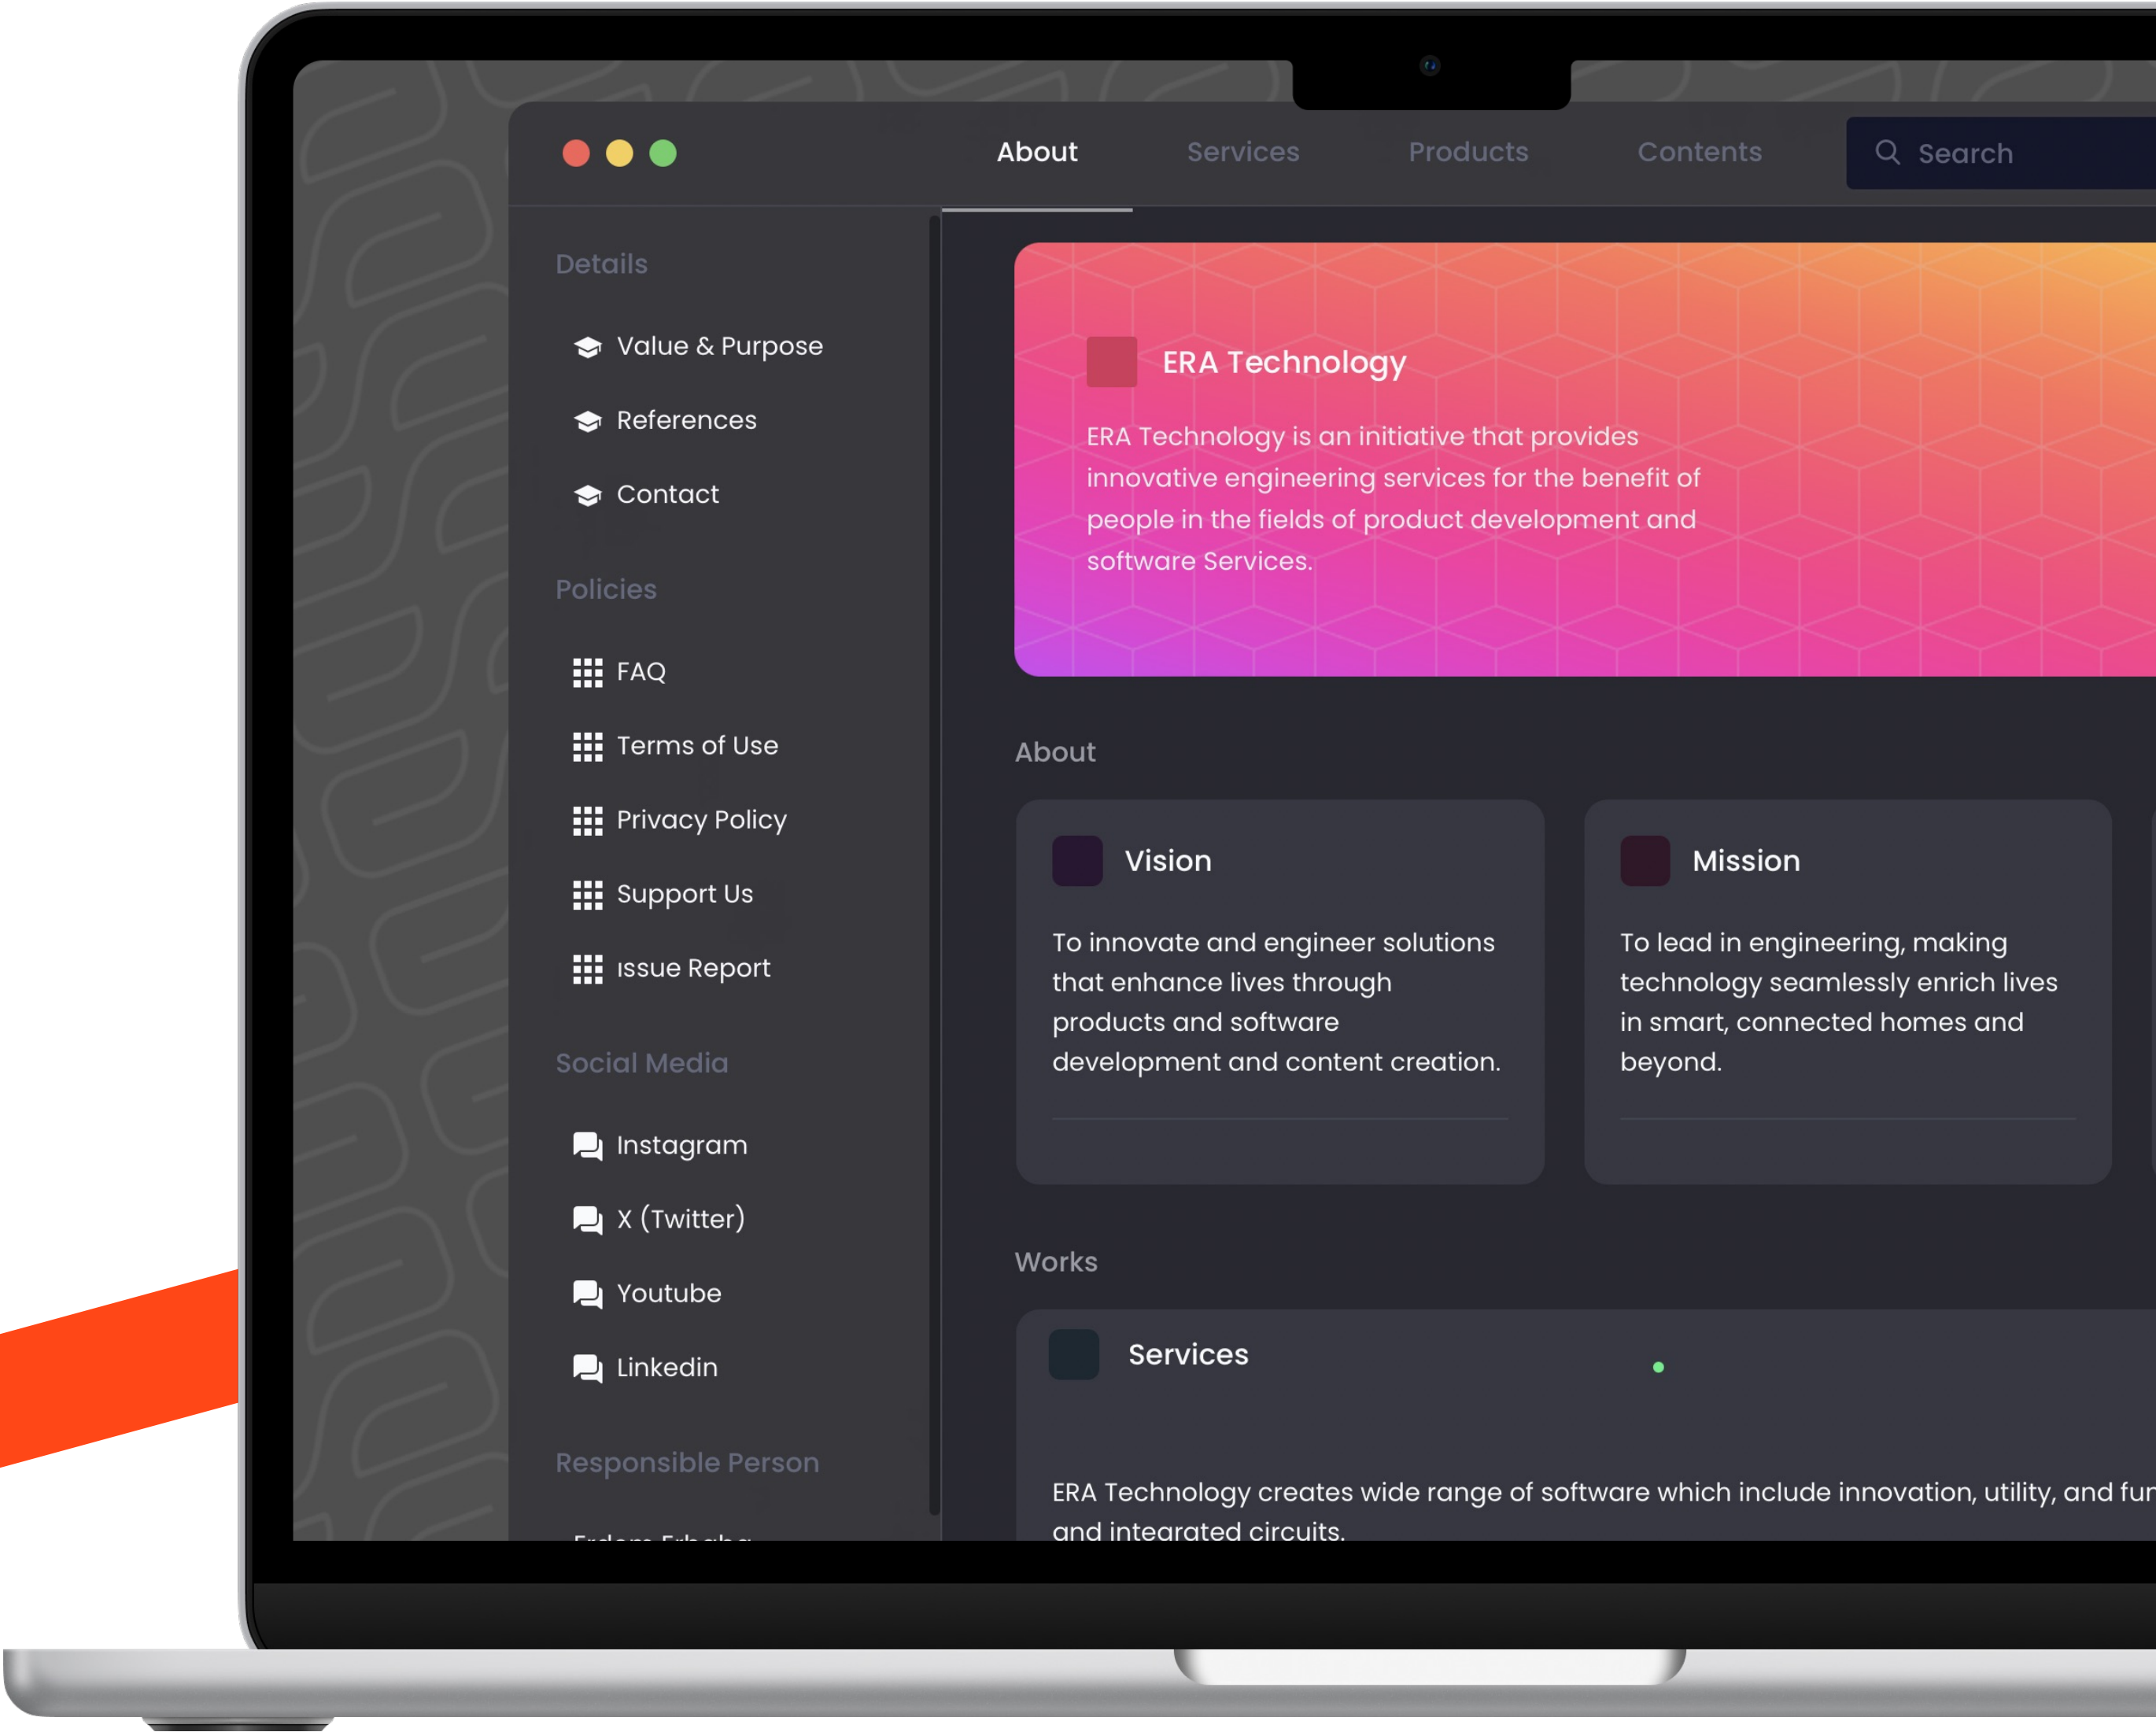 About
Services
Products
Contents
Search
Details
Value & Purpose
References
Contact
Policies
FAQ
Terms of Use
Privacy Policy
Support Us
ıssue Report
Social Media
Instagram
X (Twitter)
Youtube
Linkedin
Responsible Person
ERA Technology
ERA Technology is an initiative that provides
innovative engineering services for the benefit of
people in the fields of product development and
software Services.
About
Vision
To innovate and engineer solutions
that enhance lives through
products and software
development and content creation.
Mission
To lead in engineering, making
technology seamlessly enrich lives
in smart, connected homes and
beyond.
Works
Services
ERA Technology creates wide range of software which include innovation, utility, and
and integrated circuits.